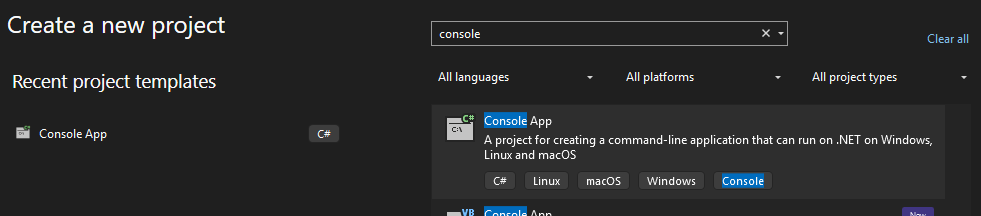 Create a new project
console
Clear all
Recent project templates
All languages
All platforms
All project types
Console App
C#
C#
C:\
Console App
A project for creating a command-line application that can run on .NET on Windows,
Linux and macOS
C#
Linux
macOS
Windows
Console
VB
Console App
New